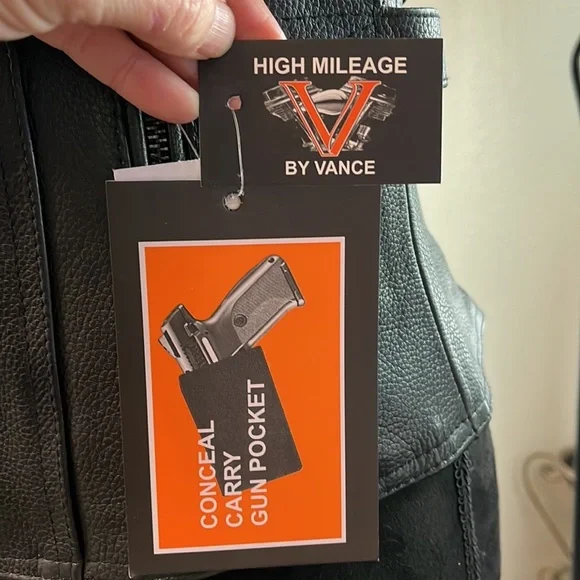 HIGH MILEAGE
V
BY VANCE
CONCEAL
CARRY
GUN POCKET